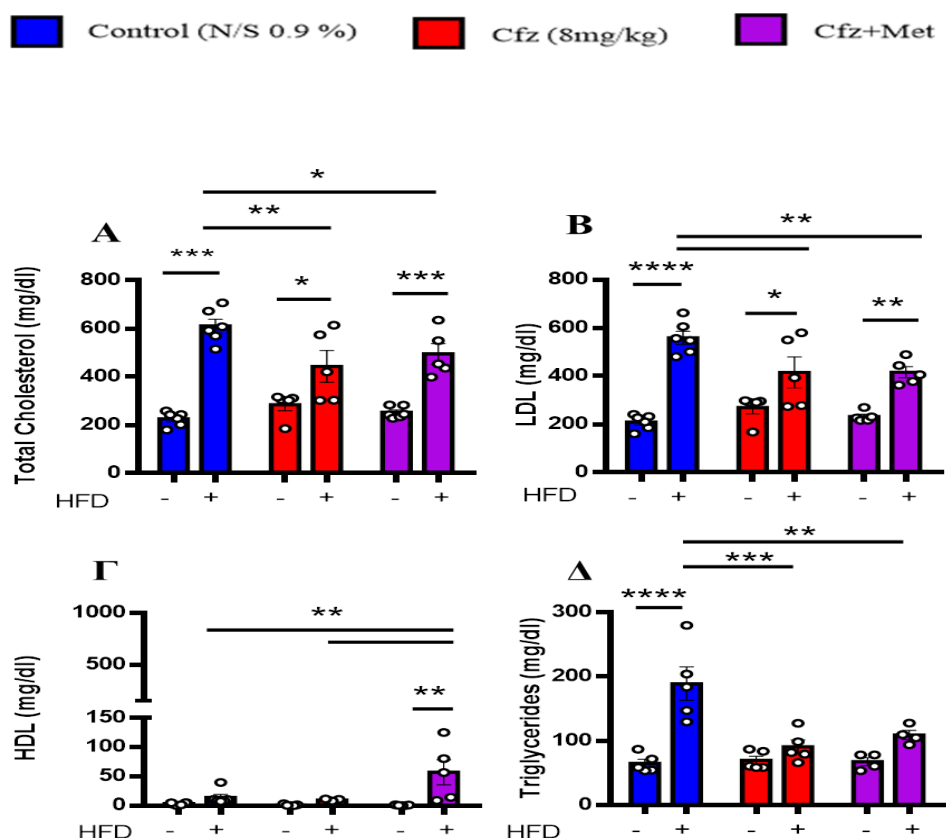 Control (N/S 0.9 %) Cfz (8mg/kg) Cfz+Met
*
**
A
***
*
***
Total Cholesterol (mg/dl)
800
600
400
200
0
HFD - + - + - +
**
B
****
*
**
LDL (mg/dl)
800
600
400
200
0
HFD - + - + - +
Γ
**
**
HDL (mg/dl)
1000
500
150
100
50
0
HFD - + - + - +
**
***
Δ
****
Triglycerides (mg/dl)
300
200
100
0
HFD - + - + - +